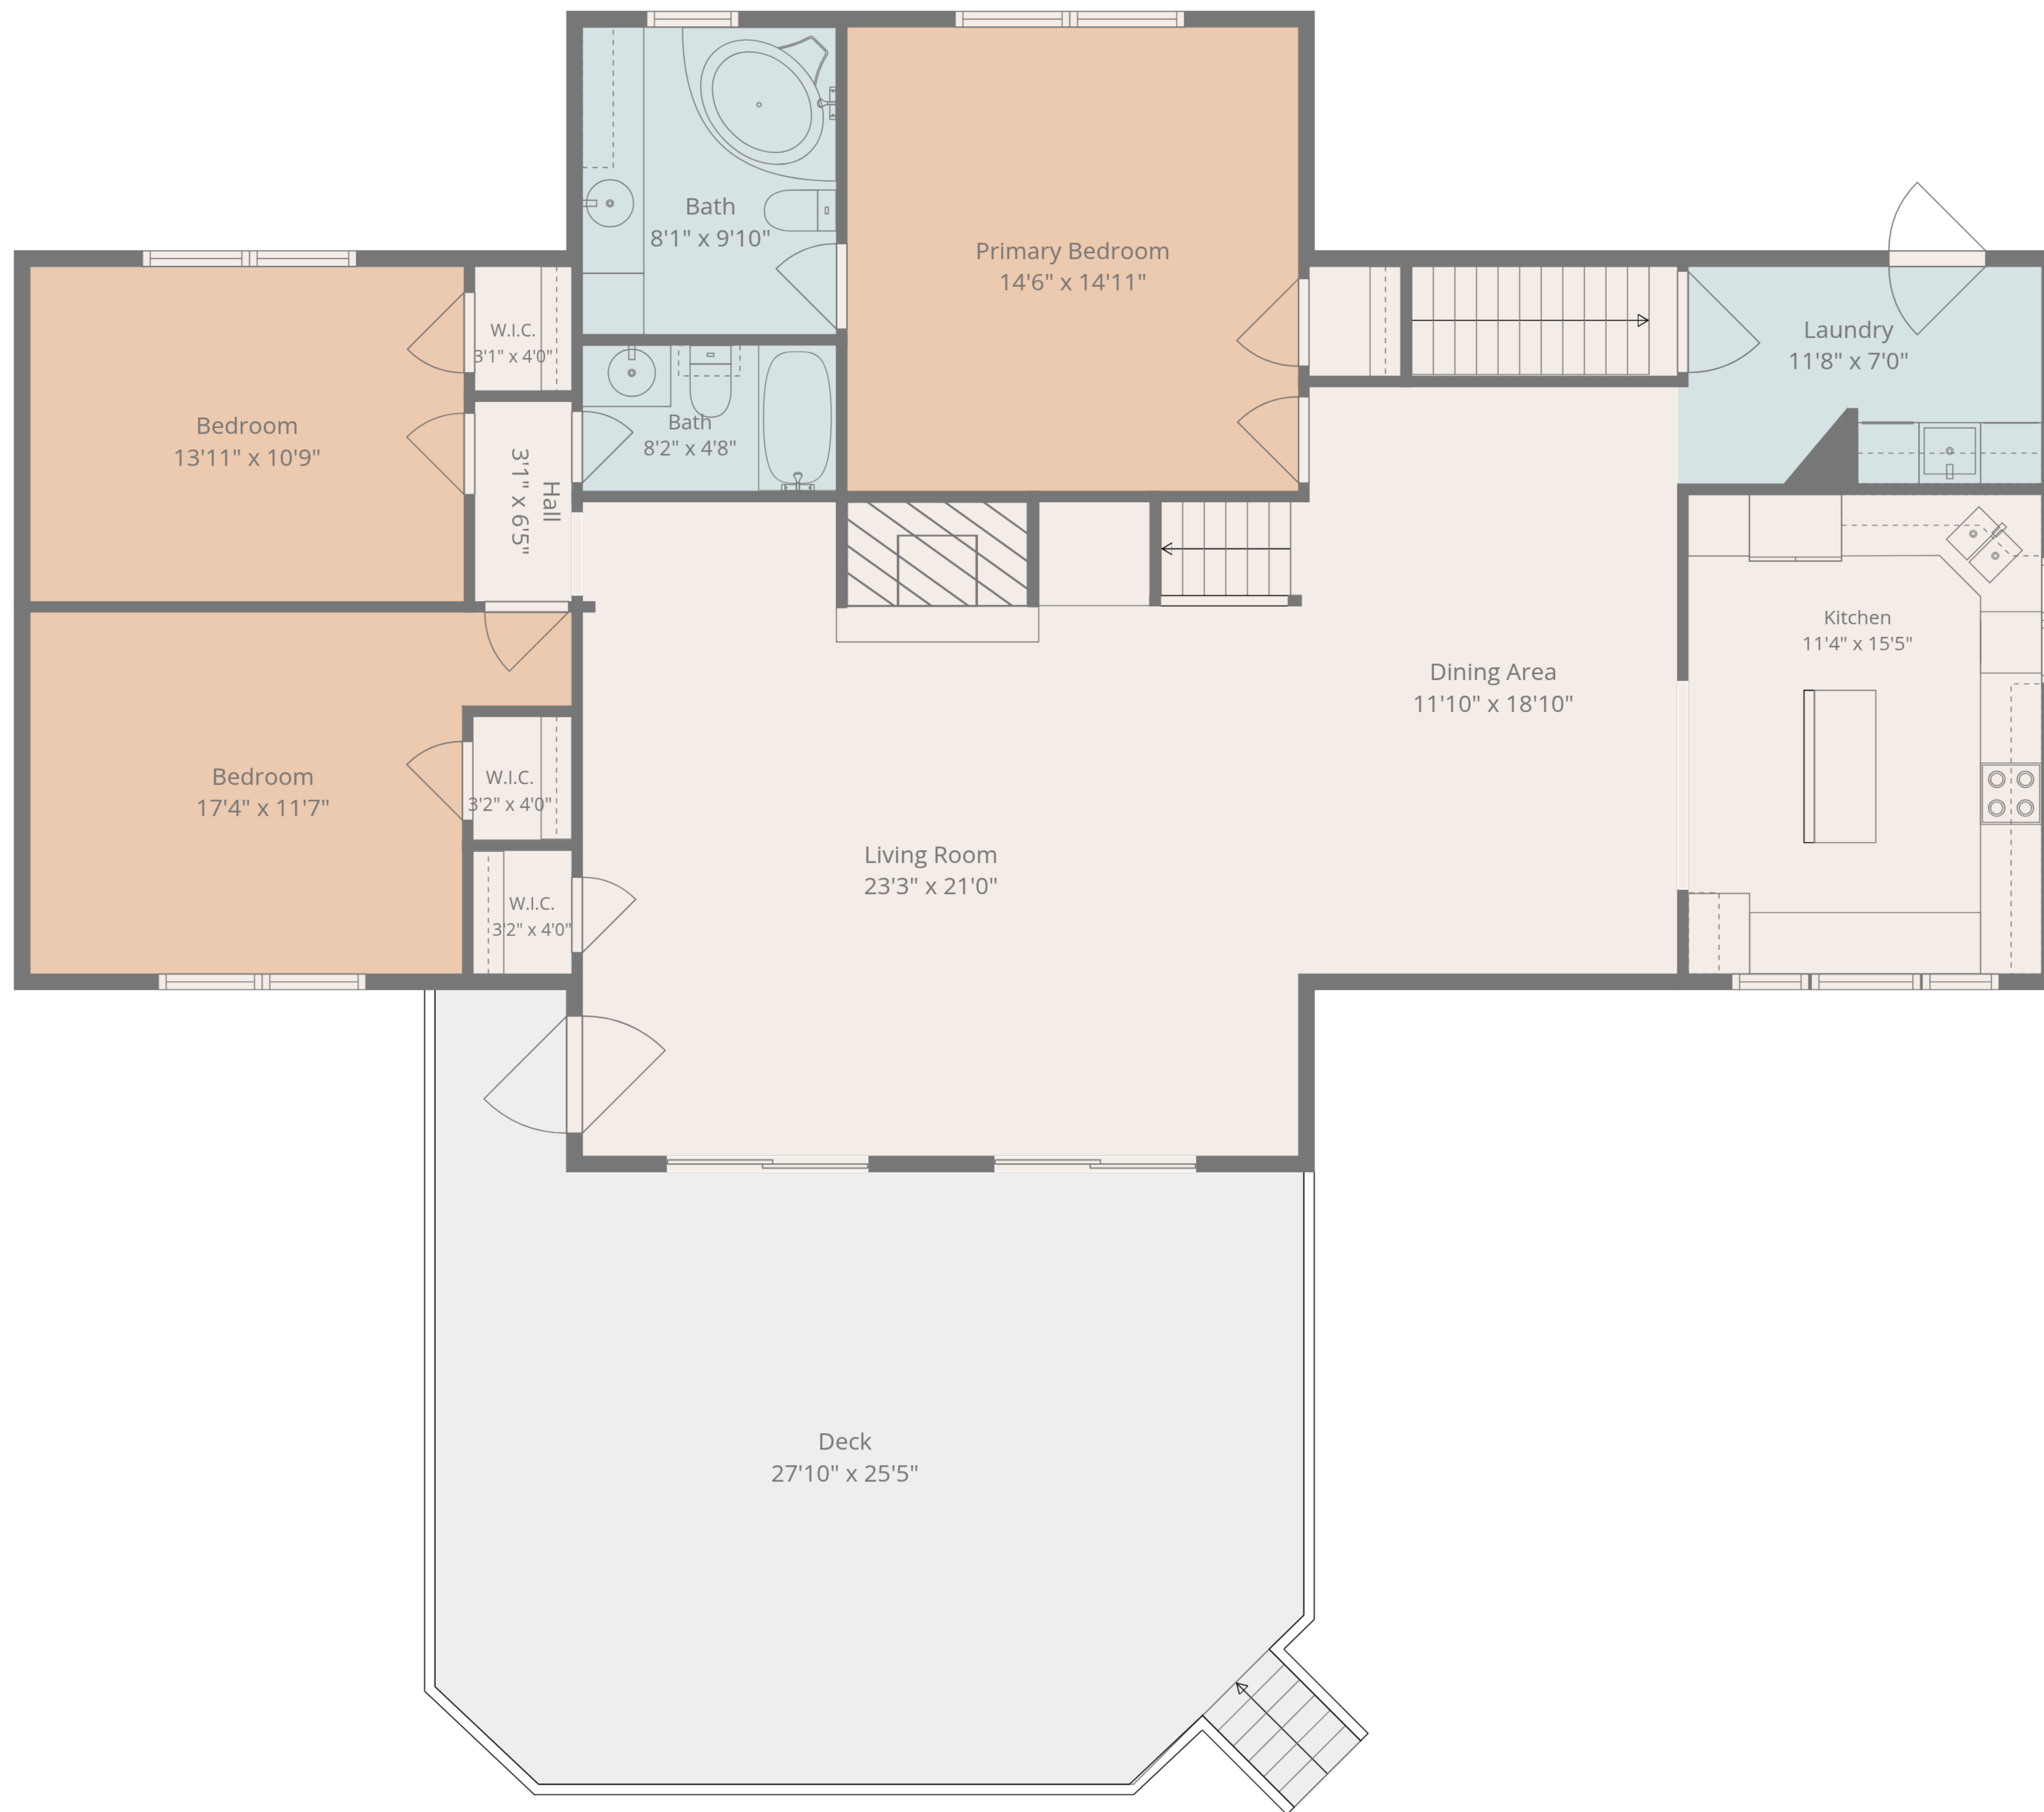 Bath
8'1" x 9'10"
Primary Bedroom
14'6" x 14'11"
W.I.C.
3'1" x 4'0"
Laundry
11'8" x 7'0"
Bedroom
13'11" x 10'9"
Bath
8'2" x 4'8"
Hall
3'1" x 6'5"
Kitchen
11'4" x 15'5"
Dining Area
11'10" x 18'10"
Bedroom
17'4" x 11'7"
W.I.C.
3'2" x 4'0"
Living Room
23'3" x 21'0"
W.I.C.
3'2" x 4'0"
Deck
27'10" x 25'5"